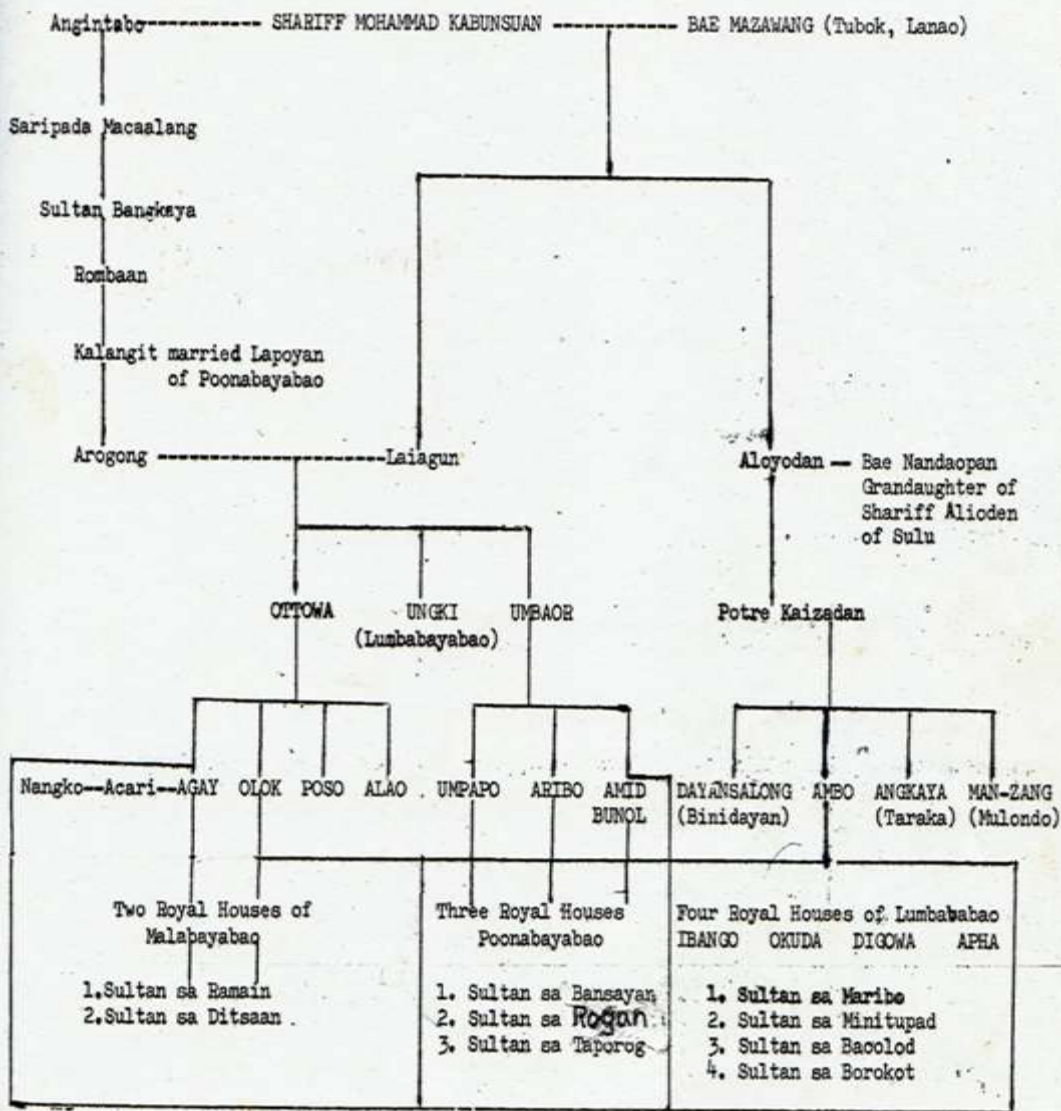 Angintabo SHARIFF MOHAMMAD KABUNSUAN BAE MAZAWANG (Tubok, Lanao)
Saripada Macaalang
Sultan Bangkaya
Rombaan
Kalangit married Lapoyan
of Poonabayabao
Arogong Laiagun Aloyodan — Bae Nandaopan
Grandaughter of
Shariff Alioden
of Sulu
OTTOWA UNGKI UMBAOR Potre Kaizadan
(Lumbabayabao)
Nangko--Acari--AGAY OLOK POSO ALAO UMPAPO ARIBO AMID DAYANSALONG AMBO ANGKAYA MAN-ZANG
BUNOL (Binidayan) (Taraka) (Mulondo)
Two Royal Houses of Three Royal Houses Four Royal Houses of Lumbababao
Malabayabao Poonabayabao IBANGO OKUDA DIGOWA APHA
1.Sultan sa Ramain 1. Sultan sa Bansayan 1. Sultan sa Maribo
2.Sultan sa Ditsaan 2. Sultan sa Rogan 2. Sultan sa Minitupad
3. Sultan sa Taporog 3. Sultan sa Bacolod
4. Sultan sa Borokot